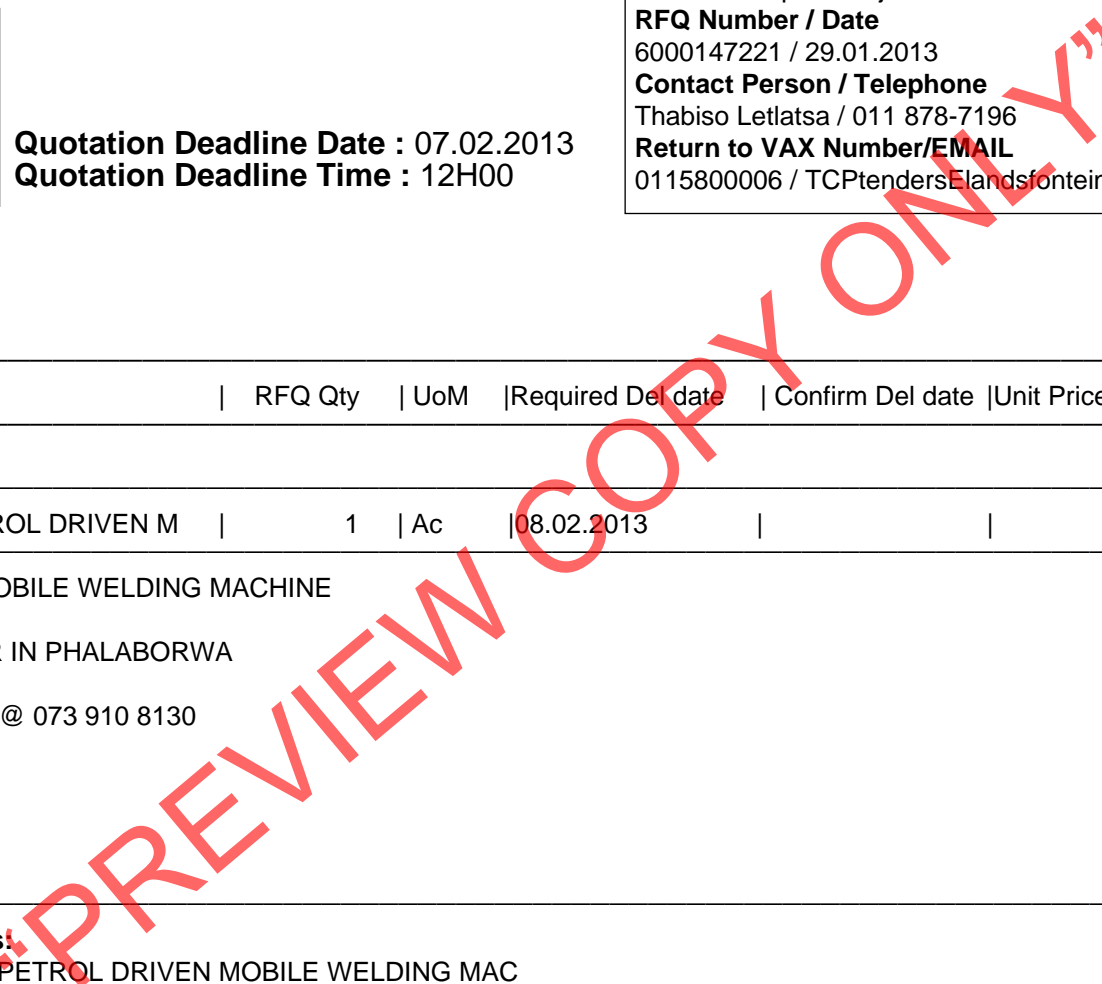 RFQ Number / Date
6000147221 / 29.01.2013
Contact Person / Telephone
Thabiso Letlatsa / 011 878-7196
Return to VAX Number/EMAIL
0115800006 / TCPtendersElandsfontein
Quotation Deadline Date : 07.02.2013
Quotation Deadline Time : 12H00
| RFQ Qty | UoM |Required Del date | Confirm Del date |Unit Price
ROL DRIVEN M | 1 | Ac |08.02.2013 | |
OBILE WELDING MACHINE
R IN PHALABORWA
@ 073 910 8130
s:
PETROL DRIVEN MOBILE WELDING MAC
“PREVIEW COPY ONLY”